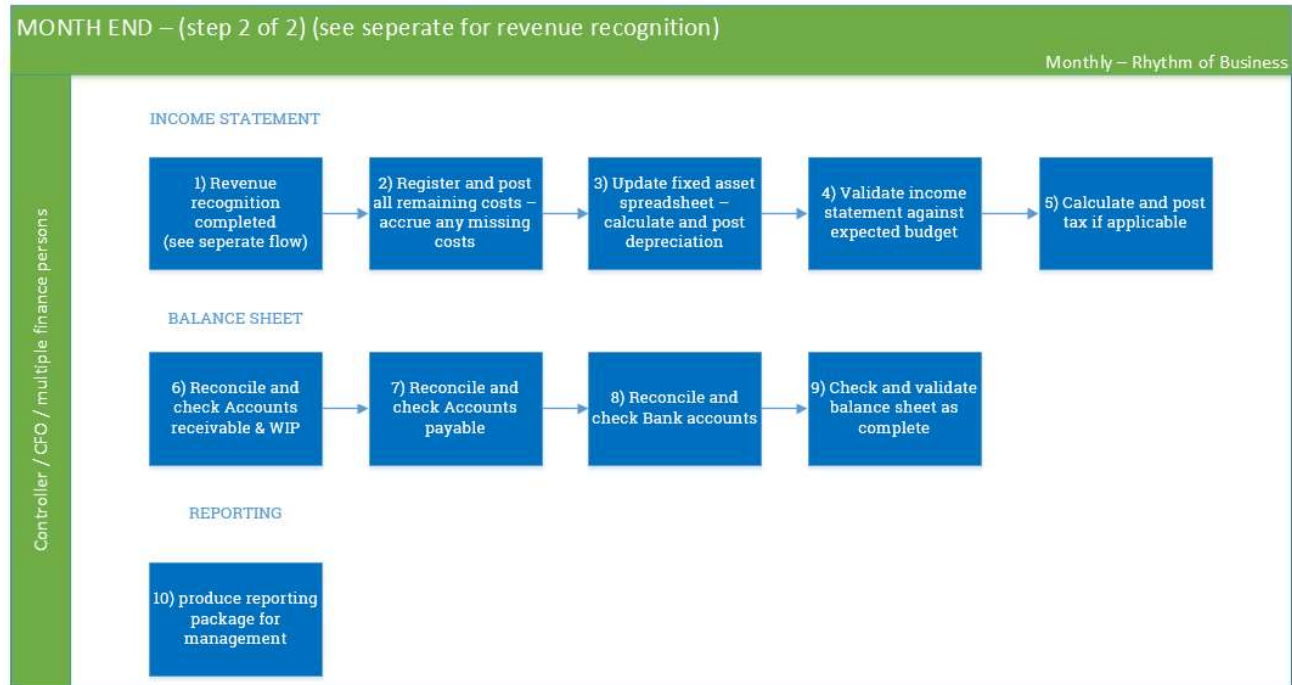 MONTH END – (step 2 of 2) (see seperate for revenue recognition)
Monthly – Rhythm of Business
Controller / CFO / multiple finance persons
INCOME STATEMENT
1) Revenue
recognition
completed
(see seperate flow)
2) Register and post
all remaining costs –
accrue any missing
costs
3) Update fixed asset
spreadsheet –
calculate and post
depreciation
4) Validate income
statement against
expected budget
5) Calculate and post
tax if applicable
BALANCE SHEET
6) Reconcile and
check Accounts
receivable & WIP
7) Reconcile and
check Accounts
payable
8) Reconcile and
check Bank accounts
9) Check and validate
balance sheet as
complete
REPORTING
10) produce reporting
package for
management